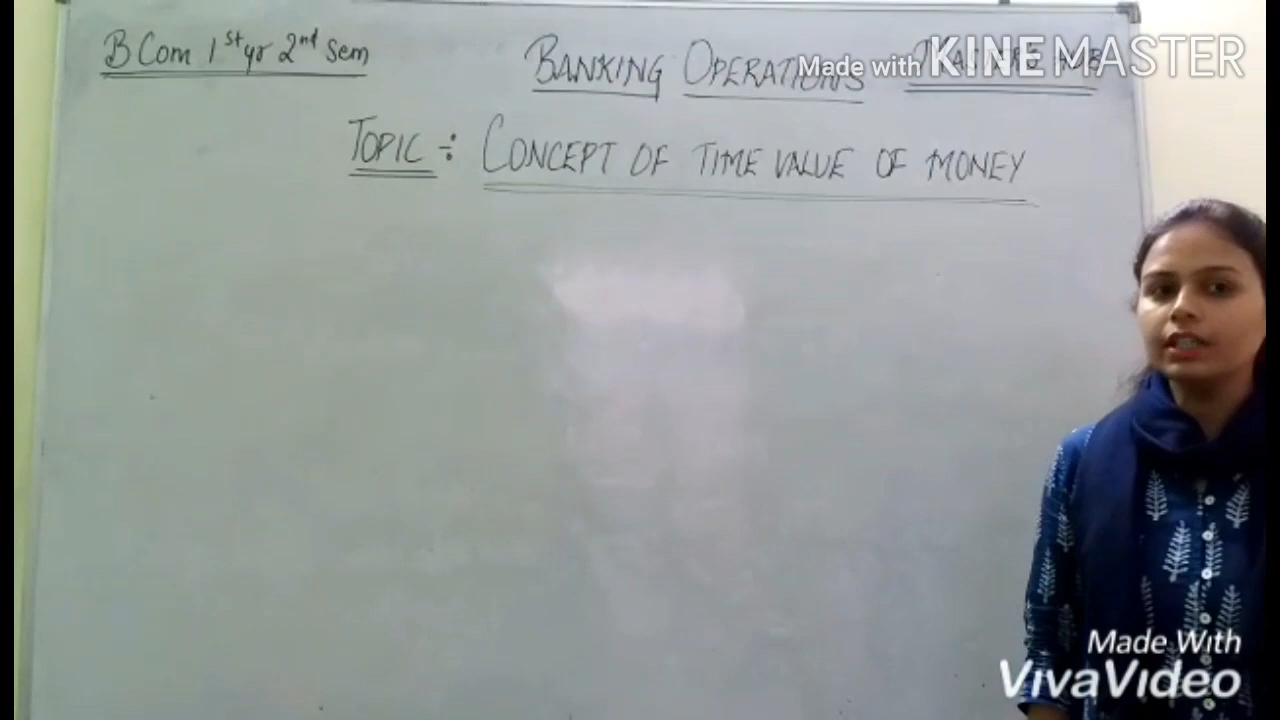 B Com 1st yr 2nd Sem
BANKING OPERATIONS
Made with KINEMASTER
TOPIC ÷ CONCEPT OF TIME VALUE OF MONEY
Made With
VivaVideo